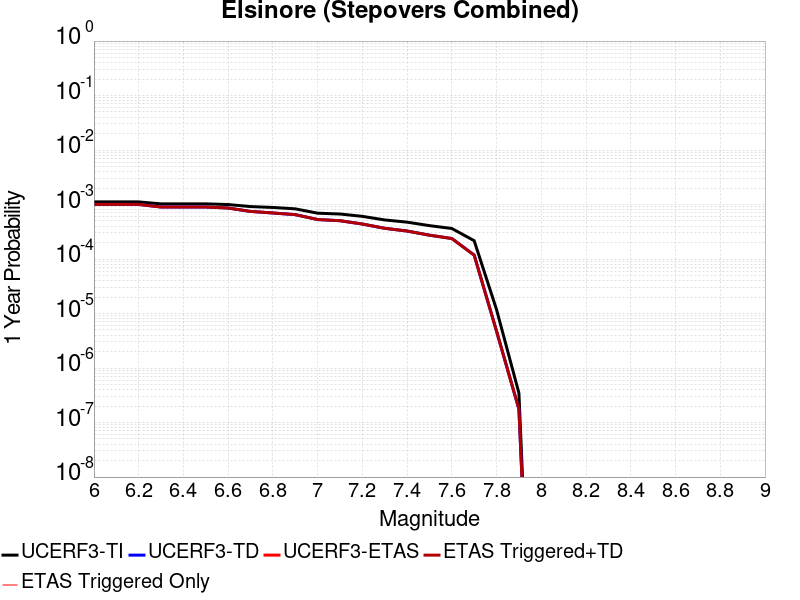 Elsinore (Stepovers Combined)
10^0
10^-1
10^-2
10^-3
10^-4
10^-5
10^-6
10^-7
10^-8
1 Year Probability
6 6.2 6.4 6.6 6.8 7 7.2 7.4 7.6 7.8 8 8.2 8.4 8.6 8.8 9
Magnitude
UCERF3-TI UCERF3-TD UCERF3-ETAS ETAS Triggered+TD
ETAS Triggered Only